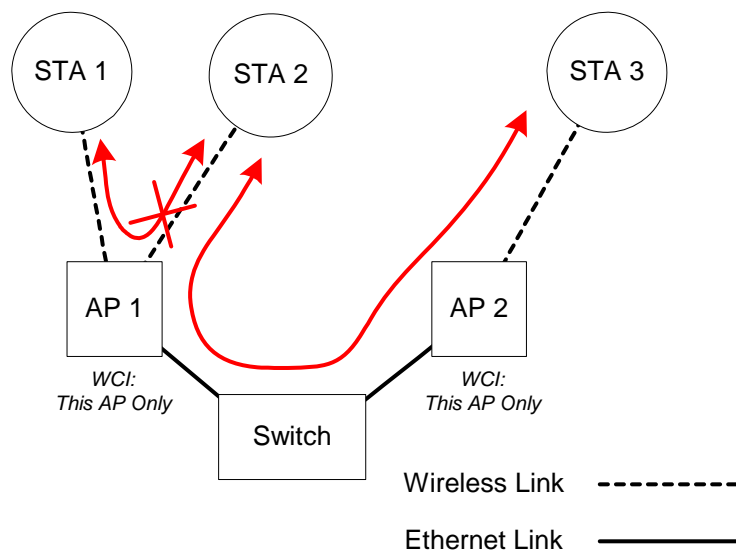 STA 1
STA 2
STA 3
AP 1
AP 2
WCI:
This AP Only
WCI:
This AP Only
Switch
Wireless Link
Ethernet Link